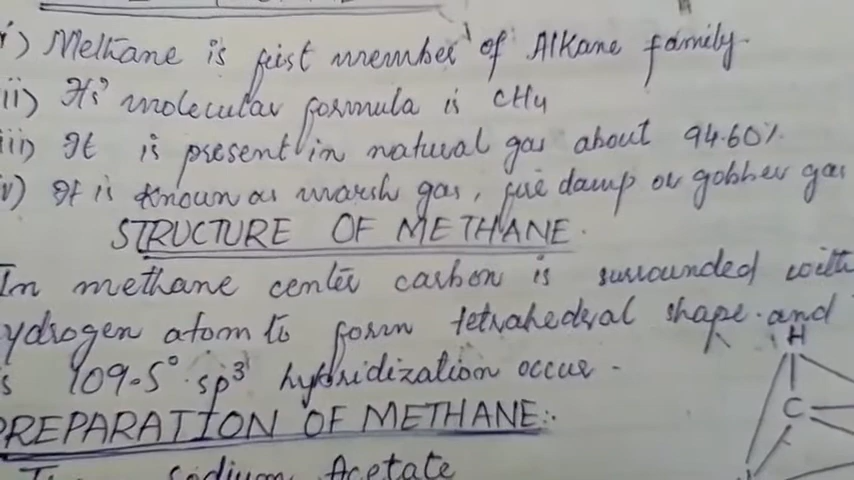 i) Methane is first member of Alkane family.
ii) Its molecular formula is CH4
iii) It is present in natural gas about 94.60%.
v) It is known as marsh gas, fire damp or gobber gas
STRUCTURE OF METHANE.
In methane center carbon is surrounded with
ydrogen atom to form tetrahedral shape. and
is 109.5° . sp3 hybridization occur .
PREPARATION OF METHANE:.
H
C
sodium Acetate